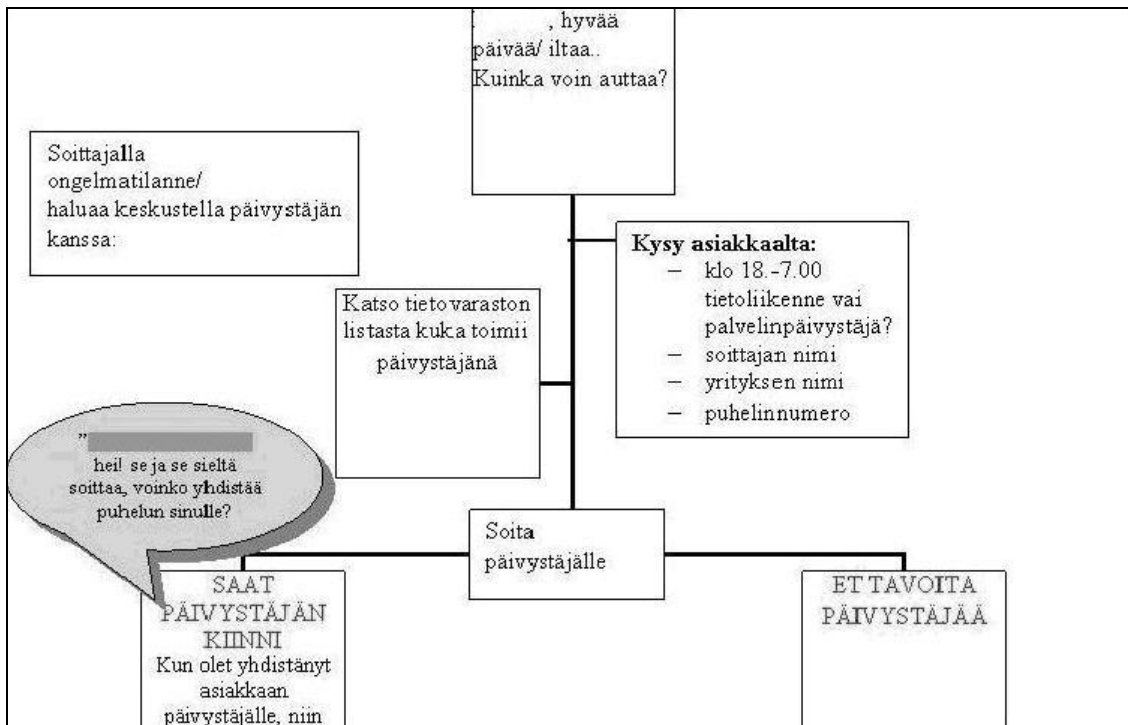 , hyvää
päivää/ iltaa..
Kuinka voin auttaa?
Soittajalla
ongelmatilanne/
haluaa keskustella päivystäjän
kanssa:
Kysy asiakkaalta:
– klo 18.-7.00
tietoliikenne vai
palvelinpäivystäjä?
– soittajan nimi
– yrityksen nimi
– puhelinnumero
Katso tietovaraston
listasta kuka toimii
päivystäjänä
"
hei! se ja se sieltä
soittaa, voinko yhdistää
puhelun sinulle?
Soita
päivystäjälle
SAAT
PÄIVYSTÄJÄN
KIINNI
Kun olet yhdistänyt
asiakkaan
päivystäjälle, niin
ET TAVOITA
PÄIVYSTÄJÄÄ